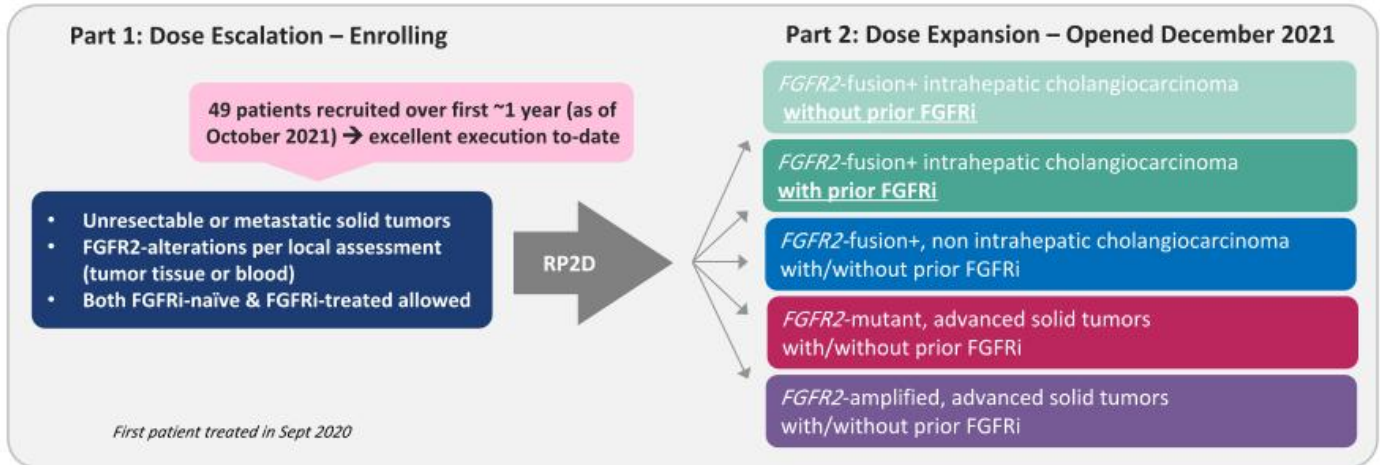 Part 1: Dose Escalation – Enrolling
49 patients recruited over first ~1 year (as of
October 2021) → excellent execution to-date
• Unresectable or metastatic solid tumors
• FGFR2-alterations per local assessment
(tumor tissue or blood)
• Both FGFRi-naïve & FGFRi-treated allowed
First patient treated in Sept 2020
RP2D
Part 2: Dose Expansion – Opened December 2021
FGFR2-fusion+ intrahepatic cholangiocarcinoma
without prior FGFRi
FGFR2-fusion+ intrahepatic cholangiocarcinoma
with prior FGFRi
FGFR2-fusion+, non intrahepatic cholangiocarcinoma
with/without prior FGFRi
FGFR2-mutant, advanced solid tumors
with/without prior FGFRi
FGFR2-amplified, advanced solid tumors
with/without prior FGFRi